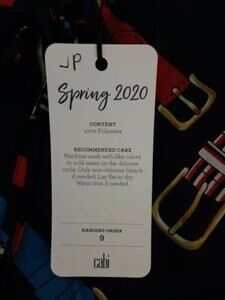 JP
Spring 2020
CONTENT
100% Polyester
RECOMMENDED CARE
Machine wash with like colors
in cold water on the delicate
cycle. Only non chlorine bleach
if needed. Lay flat to dry.
Warm iron if needed.
HANGING ORDER
9
cabi